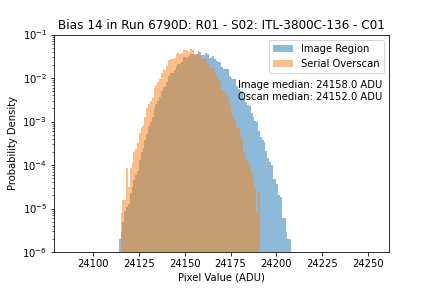 Bias 14 in Run 6790D: R01 - S02: ITL-3800C-136 - C01
Image Region
Serial Overscan
Image median: 24158.0 ADU
Oscan median: 24152.0 ADU
Probability Density
10⁻¹
10⁻²
10⁻³
10⁻⁴
10⁻⁵
10⁻⁶
24100 24125 24150 24175 24200 24225 24250
Pixel Value (ADU)